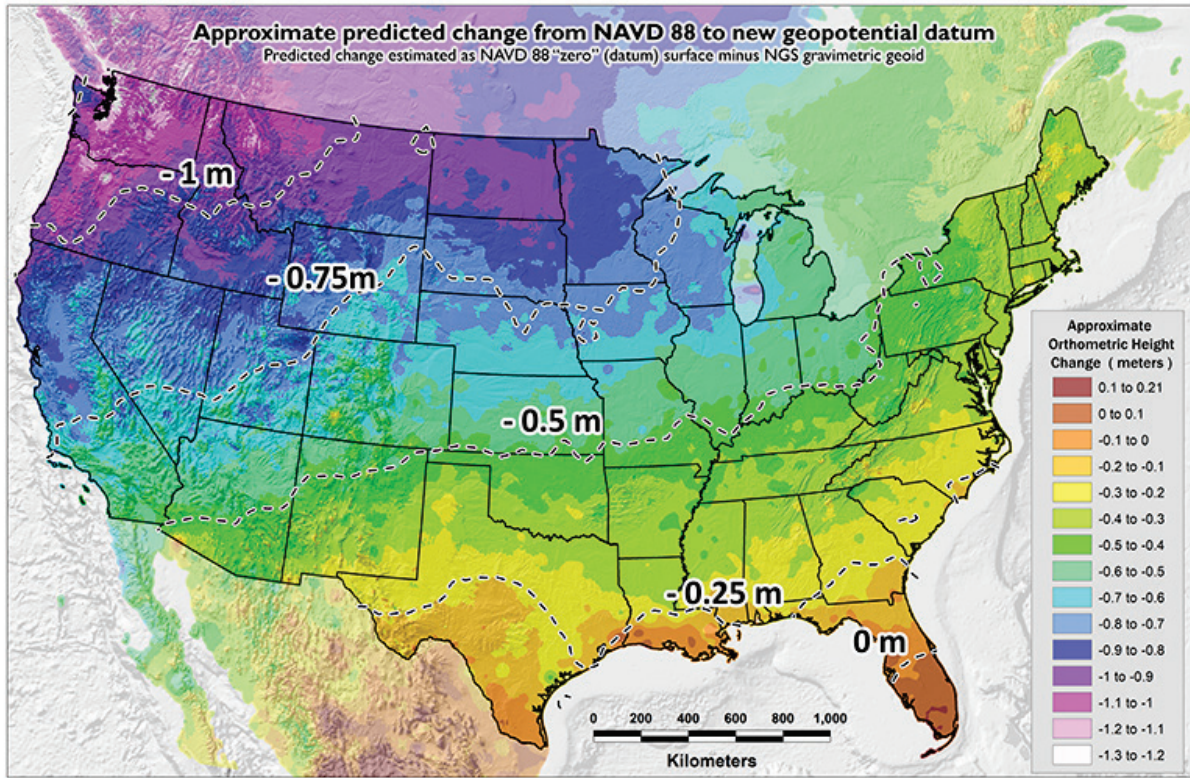 Approximate predicted change from NAVD 88 to new geopotential datum
Predicted change estimated as NAVD 88 "zero" (datum) surface minus NGS gravimetric geoid
- 1 m
- 0.75m
- 0.5 m
- 0.25 m
0 m
Approximate
Orthometric Height
Change ( meters )
0.1 to 0.21
0 to 0.1
-0.1 to 0
-0.2 to -0.1
-0.3 to -0.2
-0.4 to -0.3
-0.5 to -0.4
-0.6 to -0.5
-0.7 to -0.6
-0.8 to -0.7
-0.9 to -0.8
-1 to -0.9
-1.1 to -1
-1.2 to -1.1
-1.3 to -1.2
0 200 400 600 800 1,000
Kilometers